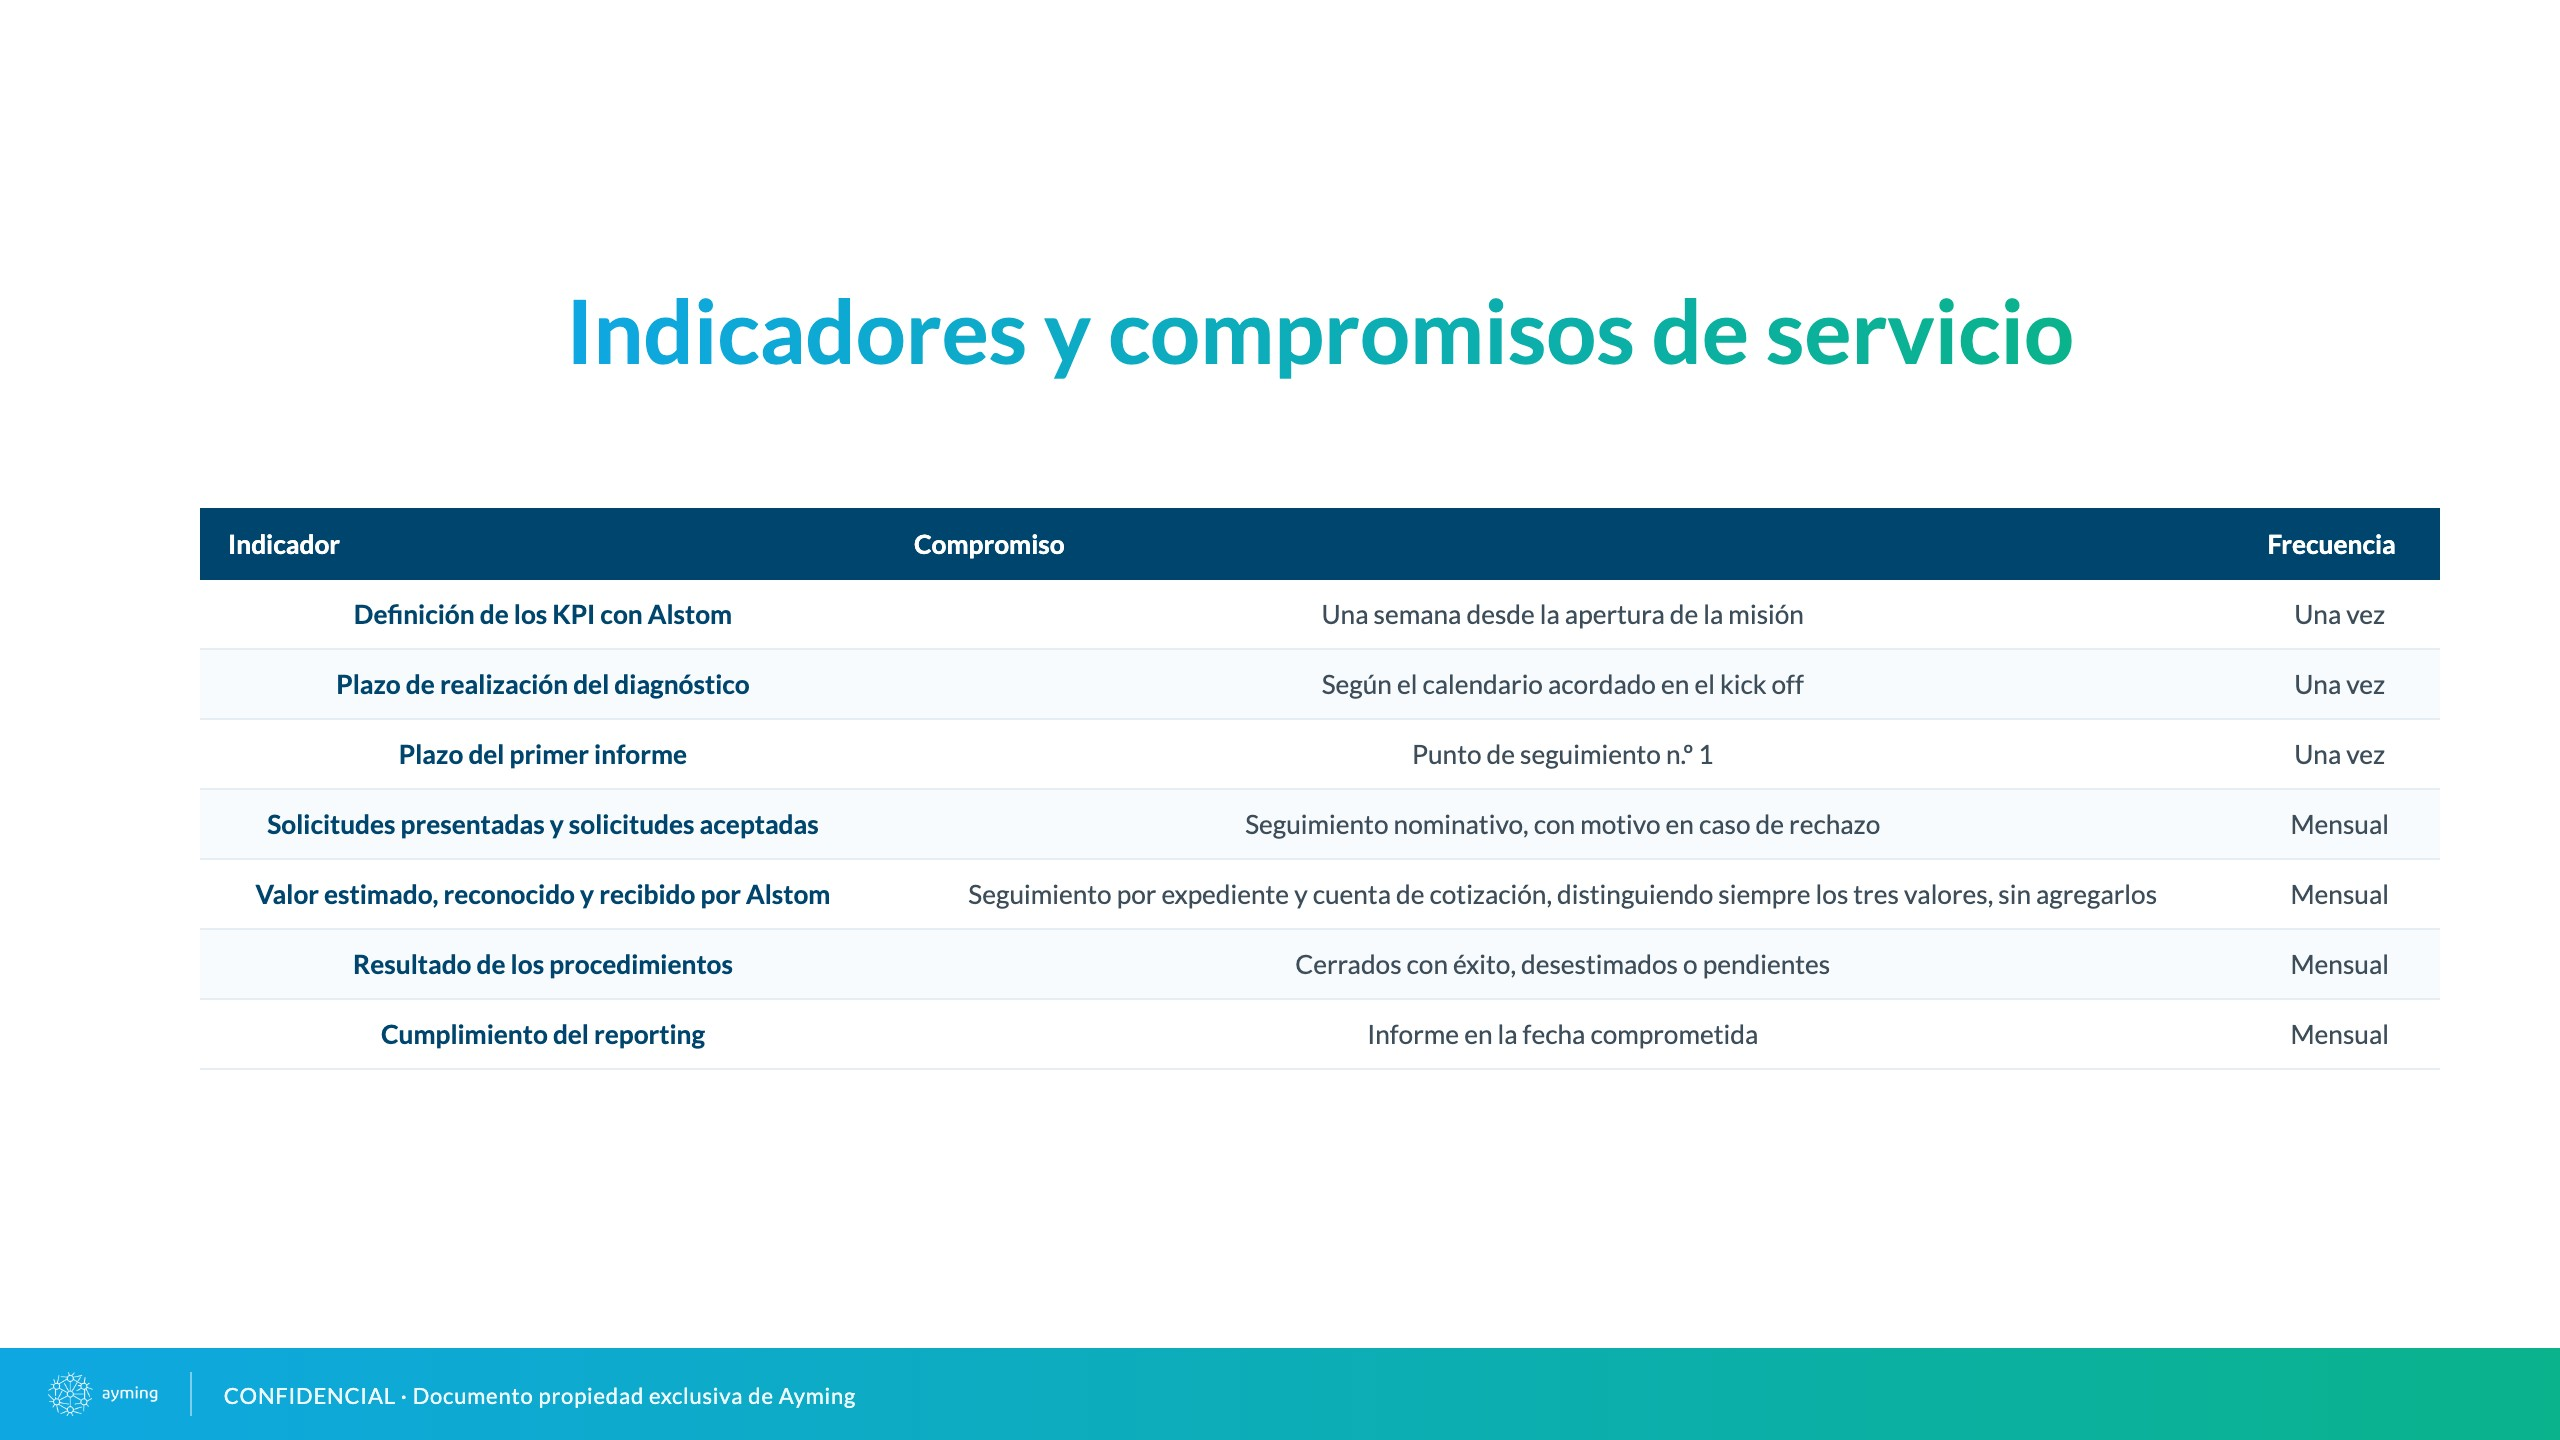 Indicadores y compromisos de servicio
Indicador Compromiso Frecuencia
Definición de los KPI con Alstom Una semana desde la apertura de la misión Una vez
Plazo de realización del diagnóstico Según el calendario acordado en el kick off Una vez
Plazo del primer informe Punto de seguimiento n.º 1 Una vez
Solicitudes presentadas y solicitudes aceptadas Seguimiento nominativo, con motivo en caso de rechazo Mensual
Valor estimado, reconocido y recibido por Alstom Seguimiento por expediente y cuenta de cotización, distinguiendo siempre los tres valores, sin agregarlos Mensual
Resultado de los procedimientos Cerrados con éxito, desestimados o pendientes Mensual
Cumplimiento del reporting Informe en la fecha comprometida Mensual
ayming CONFIDENCIAL · Documento propiedad exclusiva de Ayming